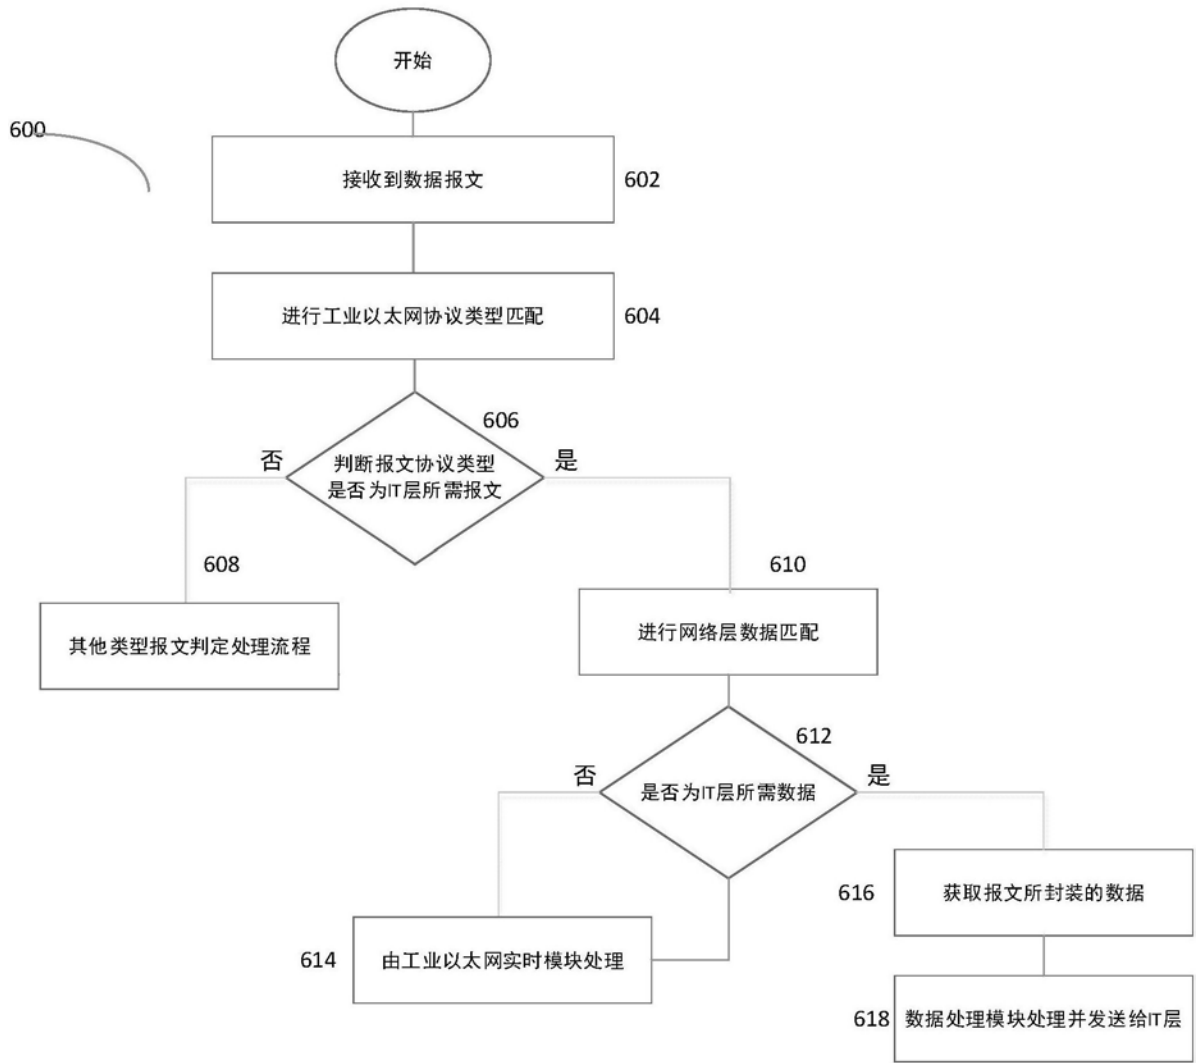 开始
600
接收到数据报文
602
进行工业以太网协议类型匹配
604
606
否
判断报文协议类型
是否为IT层所需报文
是
608
610
其他类型报文判定处理流程
进行网络层数据匹配
612
否
是否为IT层所需数据
是
616
获取报文所封装的数据
614
由工业以太网实时模块处理
618
数据处理模块处理并发送给IT层